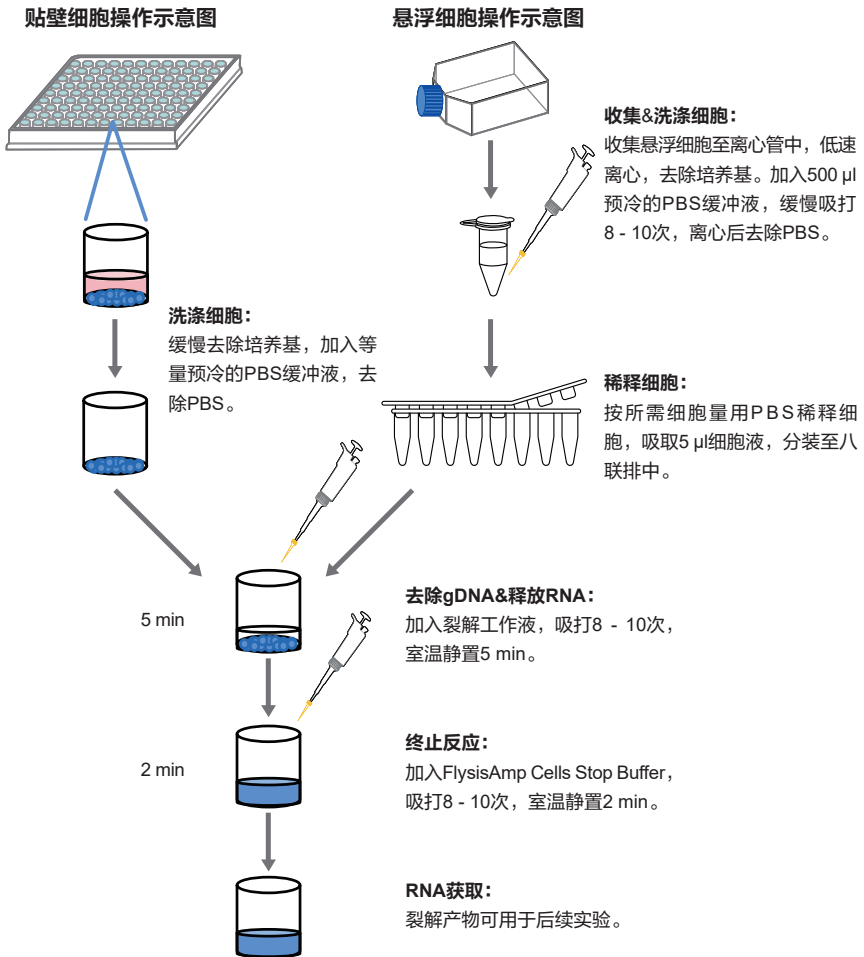 贴壁细胞操作示意图
悬浮细胞操作示意图
收集&洗涤细胞：
收集悬浮细胞至离心管中，低速
离心，去除培养基。加入500 μl
预冷的PBS缓冲液，缓慢吸打
8 - 10次，离心后去除PBS。
洗涤细胞：
缓慢去除培养基，加入等
量预冷的PBS缓冲液，去
除PBS。
稀释细胞：
按所需细胞量用PBS稀释细
胞，吸取5 μl细胞液，分装至八
联排中。
5 min
去除gDNA&释放RNA：
加入裂解工作液，吸打8 - 10次，
室温静置5 min。
2 min
终止反应：
加入FlysisAmp Cells Stop Buffer，
吸打8 - 10次，室温静置2 min。
RNA获取：
裂解产物可用于后续实验。